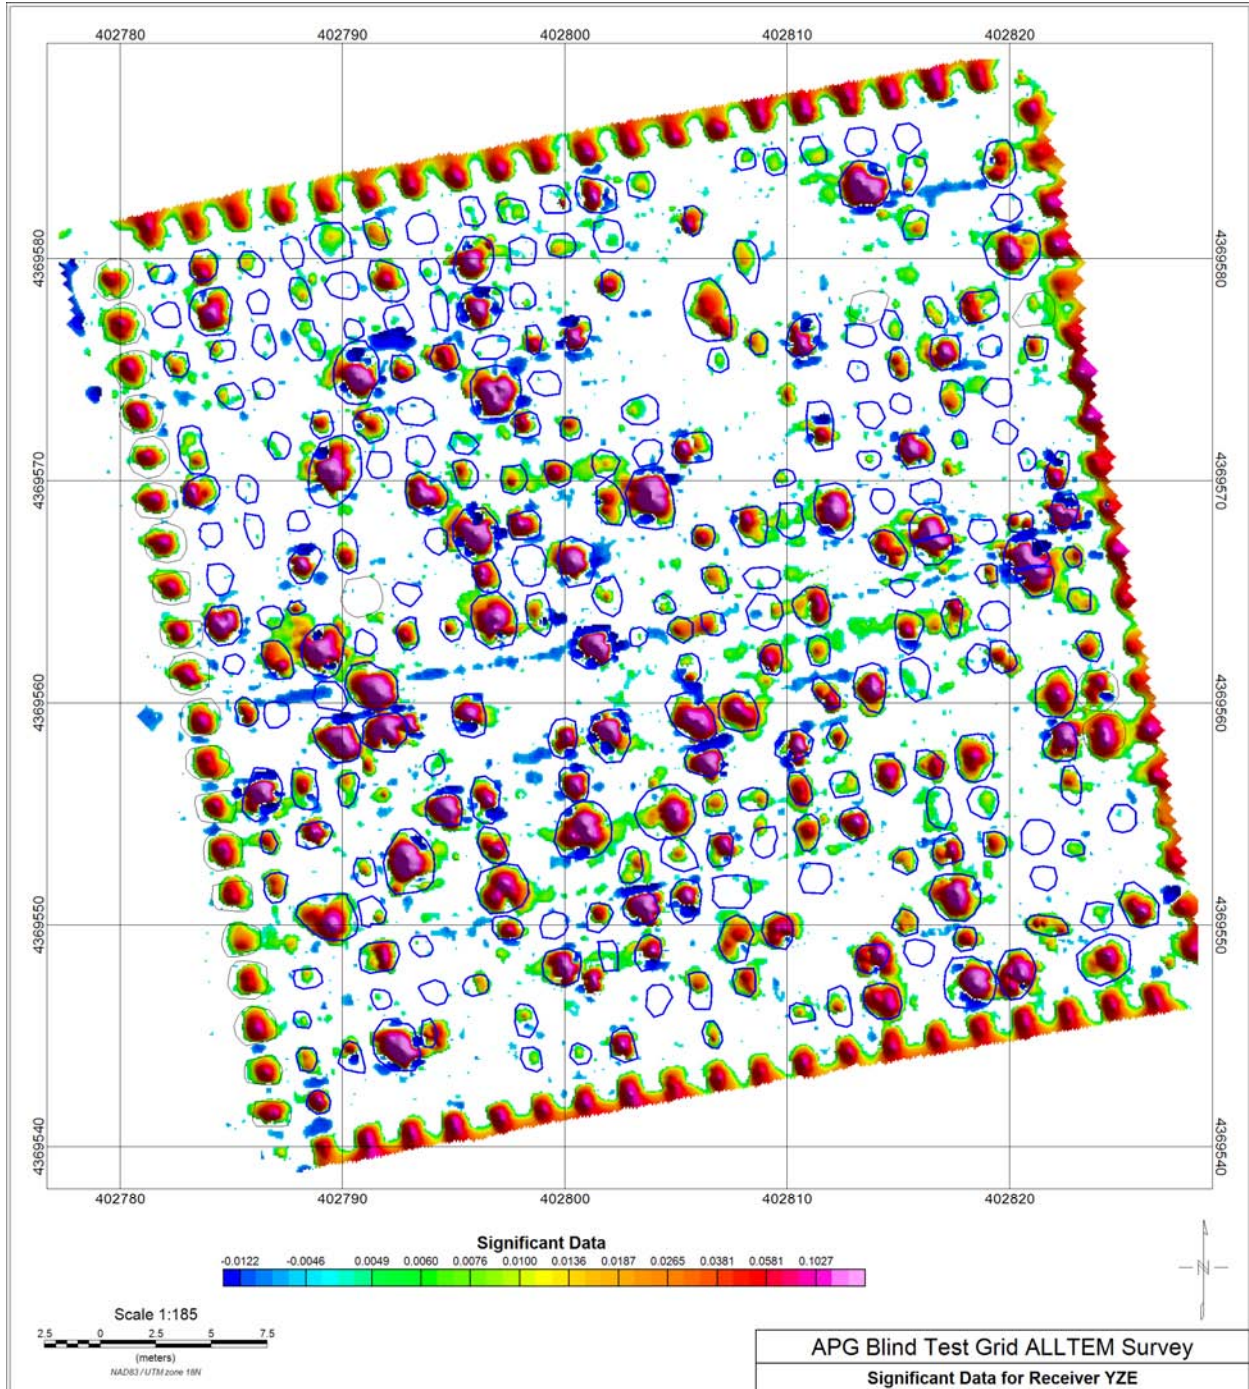 402780 402790 402800 402810 402820
4369580 4369580
4369570 4369570
4369560 4369560
4369550 4369550
4369540 4369540
402780 402790 402800 402810 402820
Significant Data
-0.0122 -0.0046 0.0049 0.0060 0.0076 0.0100 0.0136 0.0187 0.0265 0.0381 0.0581 0.1027
Scale 1:185
2.5 0 2.5 5 7.5
(meters)
NAD83 / UTM zone 18N
N
APG Blind Test Grid ALLTEM Survey
Significant Data for Receiver YZE